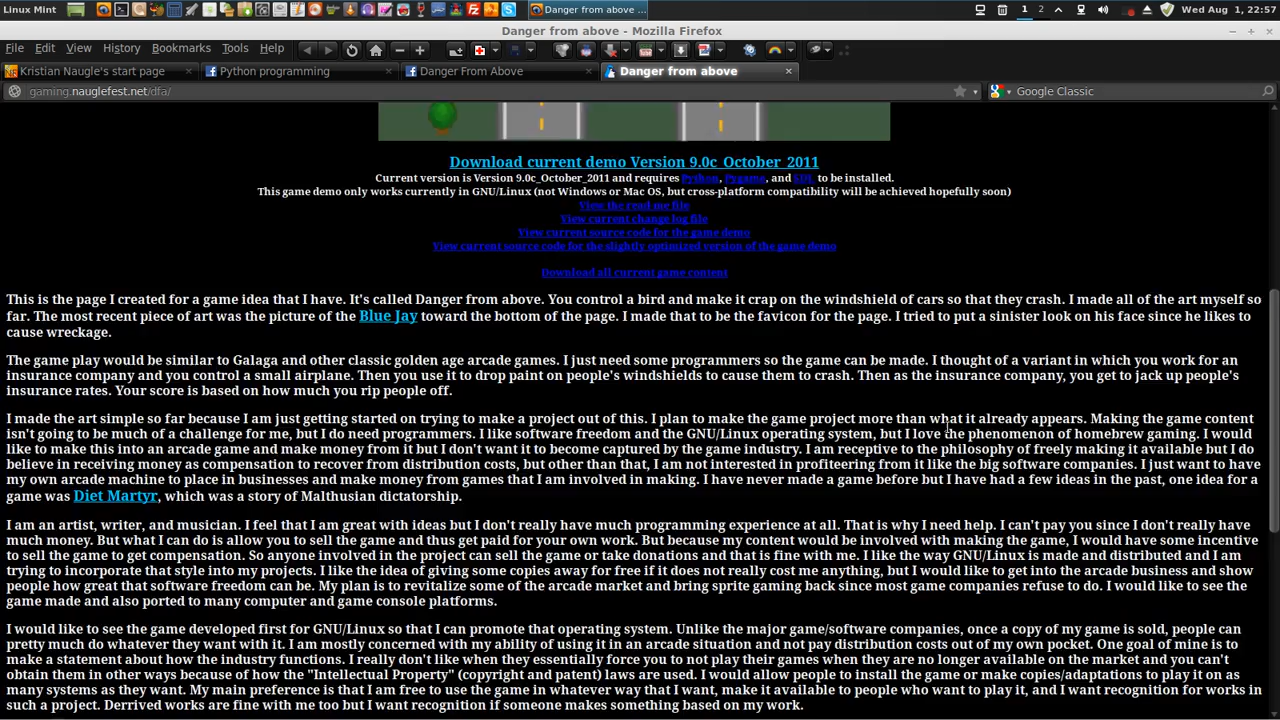 Linux Mint
Danger from above ...
1 2
Wed Aug 1, 22:57
Danger from above - Mozilla Firefox
File Edit View History Bookmarks Tools Help
Kristian Naugle's start page
Python programming
Danger From Above
Danger from above
gaming.nauglefest.net/dfa/
Google Classic
Download current demo Version 9.0c_October_2011
Current version is Version 9.0c_October_2011 and requires Python, Pygame, and SDL to be installed.
This game demo only works currently in GNU/Linux (not Windows or Mac OS, but cross-platform compatibility will be achieved hopefully soon)
View the read me file
View current change log file
View current source code for the game demo
View current source code for the slightly optimized version of the game demo
Download all current game content
This is the page I created for a game idea that I have. It's called Danger from above. You control a bird and make it crap on the windshield of cars so that they crash. I made all of the art myself so
far. The most recent piece of art was the picture of the Blue Jay toward the bottom of the page. I made that to be the favicon for the page. I tried to put a sinister look on his face since he likes to
cause wreckage.
The game play would be similar to Galaga and other classic golden age arcade games. I just need some programmers so the game can be made. I thought of a variant in which you work for an
insurance company and you control a small airplane. Then you use it to drop paint on people's windshields to cause them to crash. Then as the insurance company, you get to jack up people's
insurance rates. Your score is based on how much you rip people off.
I made the art simple so far because I am just getting started on trying to make a project out of this. I plan to make the game project more than what it already appears. Making the game content
isn't going to be much of a challenge for me, but I do need programmers. I like software freedom and the GNU/Linux operating system, but I love the phenomenon of homebrew gaming. I would
like to make this into an arcade game and make money from it but I don't want it to become captured by the game industry. I am receptive to the philosophy of freely making it available but I do
believe in receiving money as compensation to recover from distribution costs, but other than that, I am not interested in profiteering from it like the big software companies. I just want to have
my own arcade machine to place in businesses and make money from games that I am involved in making. I have never made a game before but I have had a few ideas in the past, one idea for a
game was Diet Martyr, which was a story of Malthusian dictatorship.
I am an artist, writer, and musician. I feel that I am great with ideas but I don't really have much programming experience at all. That is why I need help. I can't pay you since I don't really have
much money. But what I can do is allow you to sell the game and thus get paid for your own work. But because my content would be involved with making the game, I would have some incentive
to sell the game to get compensation. So anyone involved in the project can sell the game or take donations and that is fine with me. I like the way GNU/Linux is made and distributed and I am
trying to incorporate that style into my projects. I like the idea of giving some copies away for free if it does not really cost me anything, but I would like to get into the arcade business and show
people how great that software freedom can be. My plan is to revitalize some of the arcade market and bring sprite gaming back since most game companies refuse to do. I would like to see the
game made and also ported to many computer and game console platforms.
I would like to see the game developed first for GNU/Linux so that I can promote that operating system. Unlike the major game/software companies, once a copy of my game is sold, people can
pretty much do whatever they want with it. I am mostly concerned with my ability of using it in an arcade situation and not pay distribution costs out of my own pocket. One goal of mine is to
make a statement about how the industry functions. I really don't like when they essentially force you to not play their games when they are no longer available on the market and you can't
obtain them in other ways because of how the "Intellectual Property" (copyright and patent) laws are used. I would allow people to install the game or make copies/adaptations to play it on as
many systems as they want. My main preference is that I am free to use the game in whatever way that I want, make it available to people who want to play it, and I want recognition for works in
such a project. Derrived works are fine with me too but I want recognition if someone makes something based on my work.